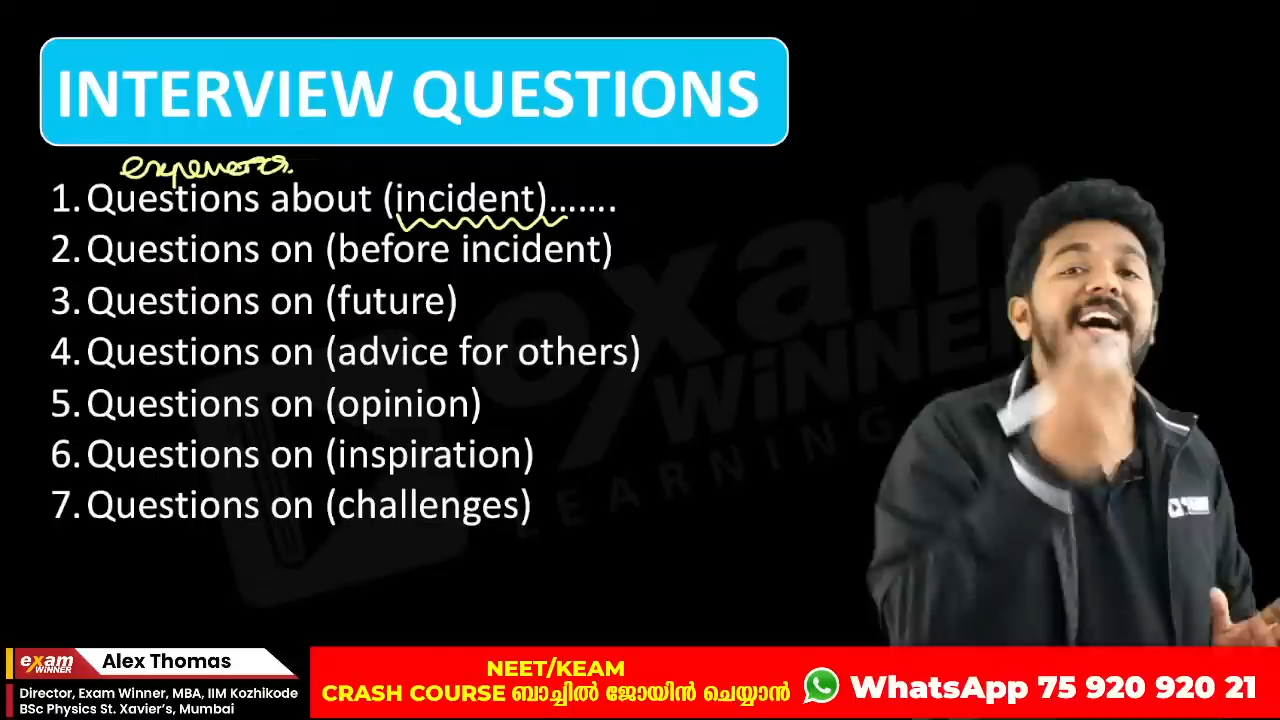 INTERVIEW QUESTIONS
1. Questions about (incident).......
2. Questions on (before incident)
3. Questions on (future)
4. Questions on (advice for others)
5. Questions on (opinion)
6. Questions on (inspiration)
7. Questions on (challenges)
exam
WiNNER
LEARNING
exam
WiNNER
Alex Thomas
Director, Exam Winner, MBA, IIM Kozhikode
BSc Physics St. Xavier's, Mumbai
NEET/KEAM
CRASH COURSE ബാച്ചിൽ ജോയിൻ ചെയ്യാൻ
WhatsApp 75 920 920 21